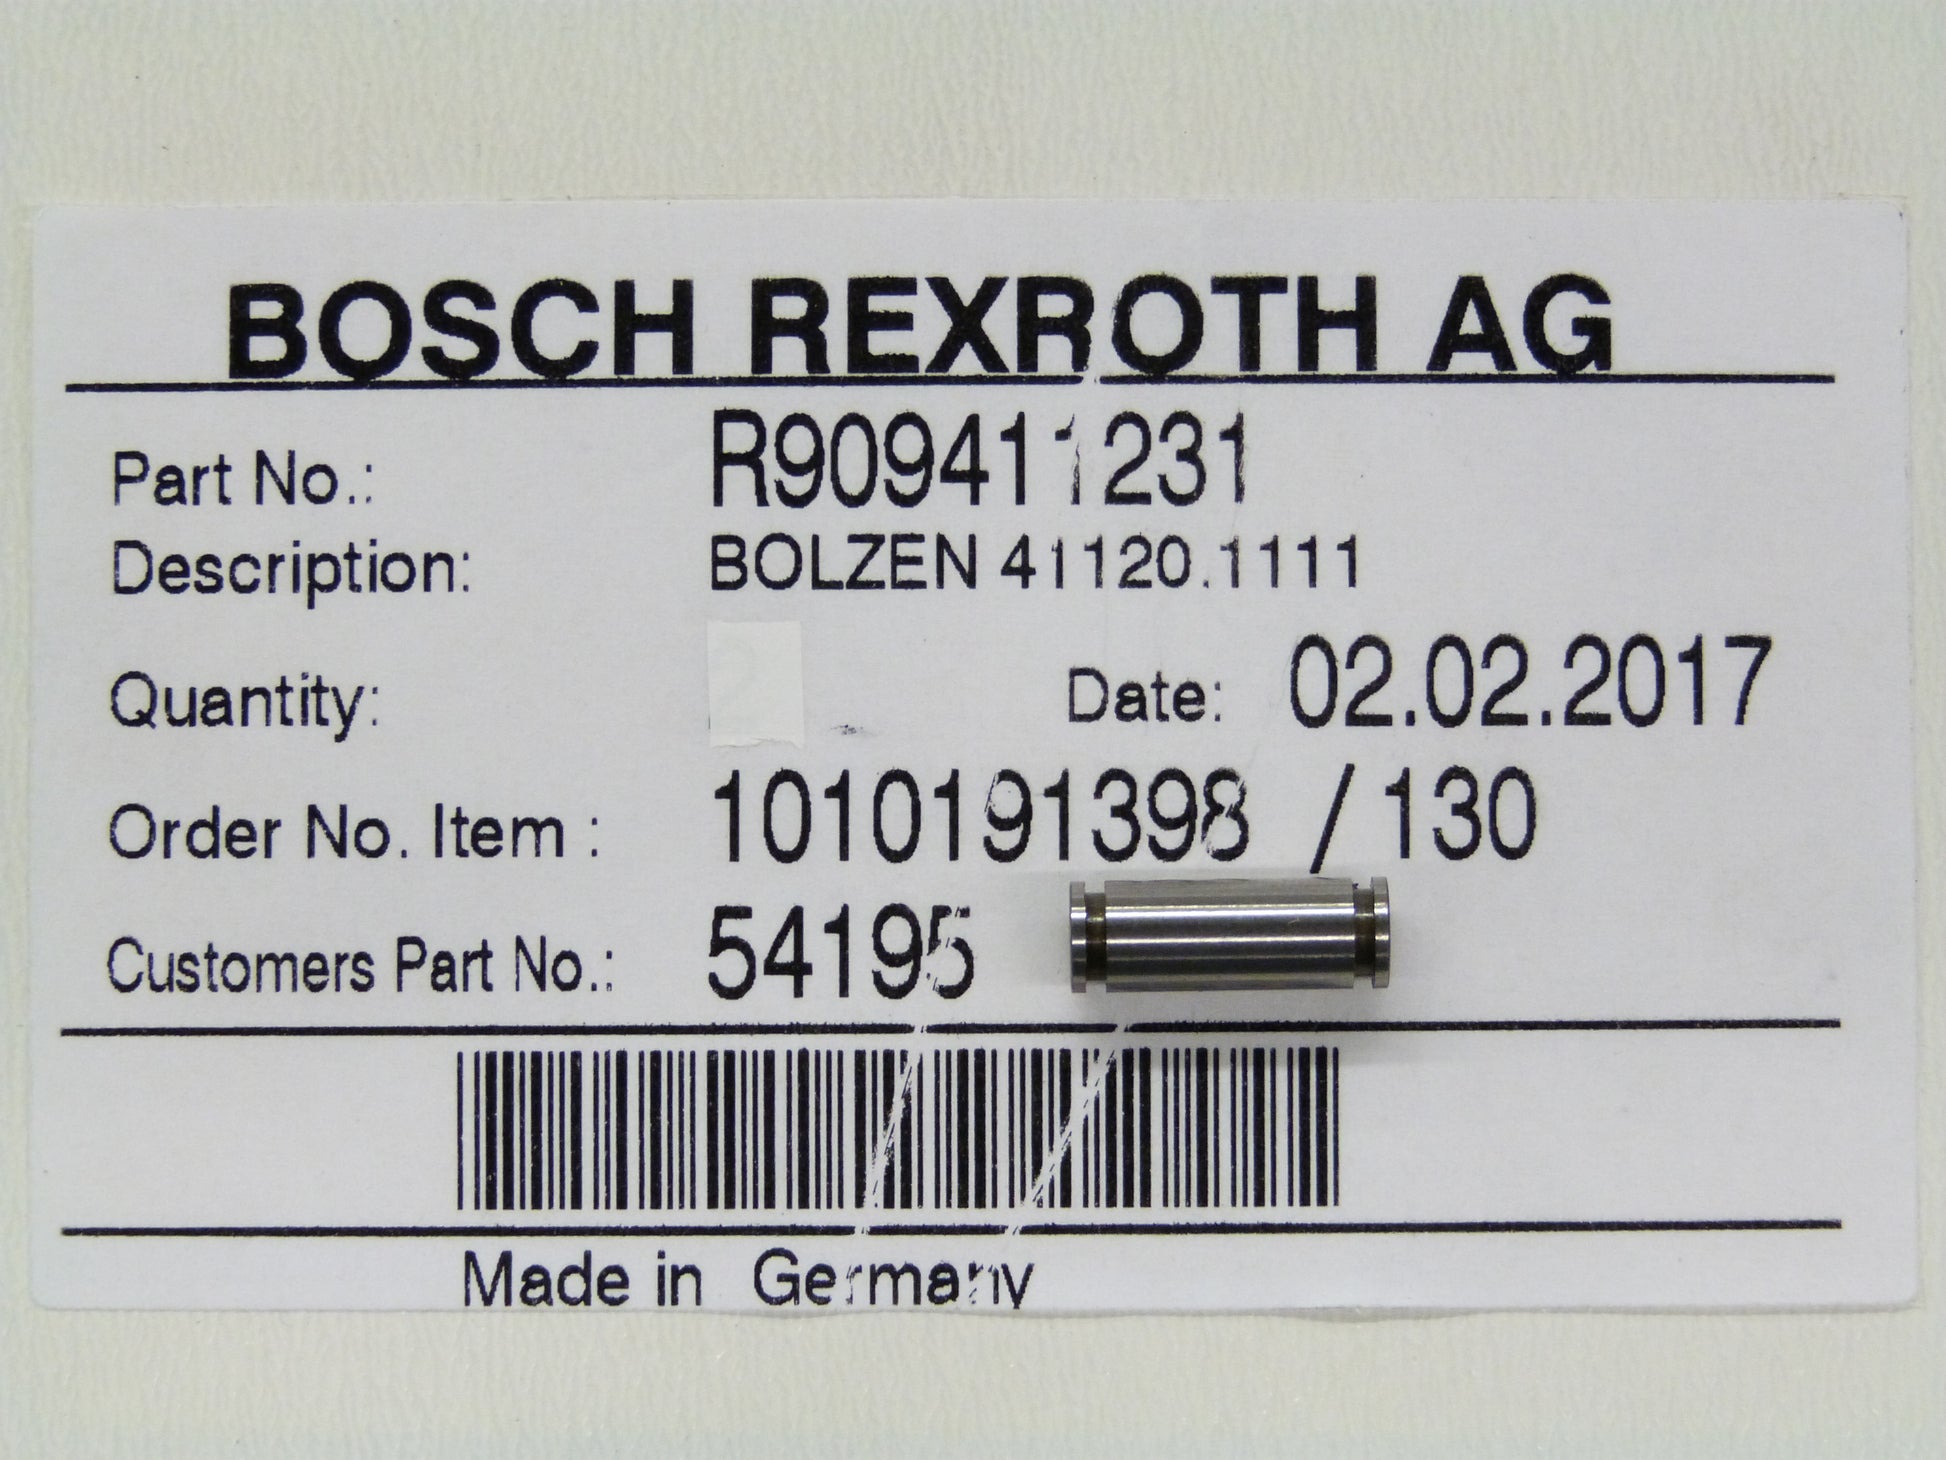 BOSCH REXROTH AG
Part No.: R909411231
Description: BOLZEN 41120.1111
Quantity: Date: 02.02.2017
Order No. Item : 1010191398 / 130
Customers Part No.: 54195
Made in Germany